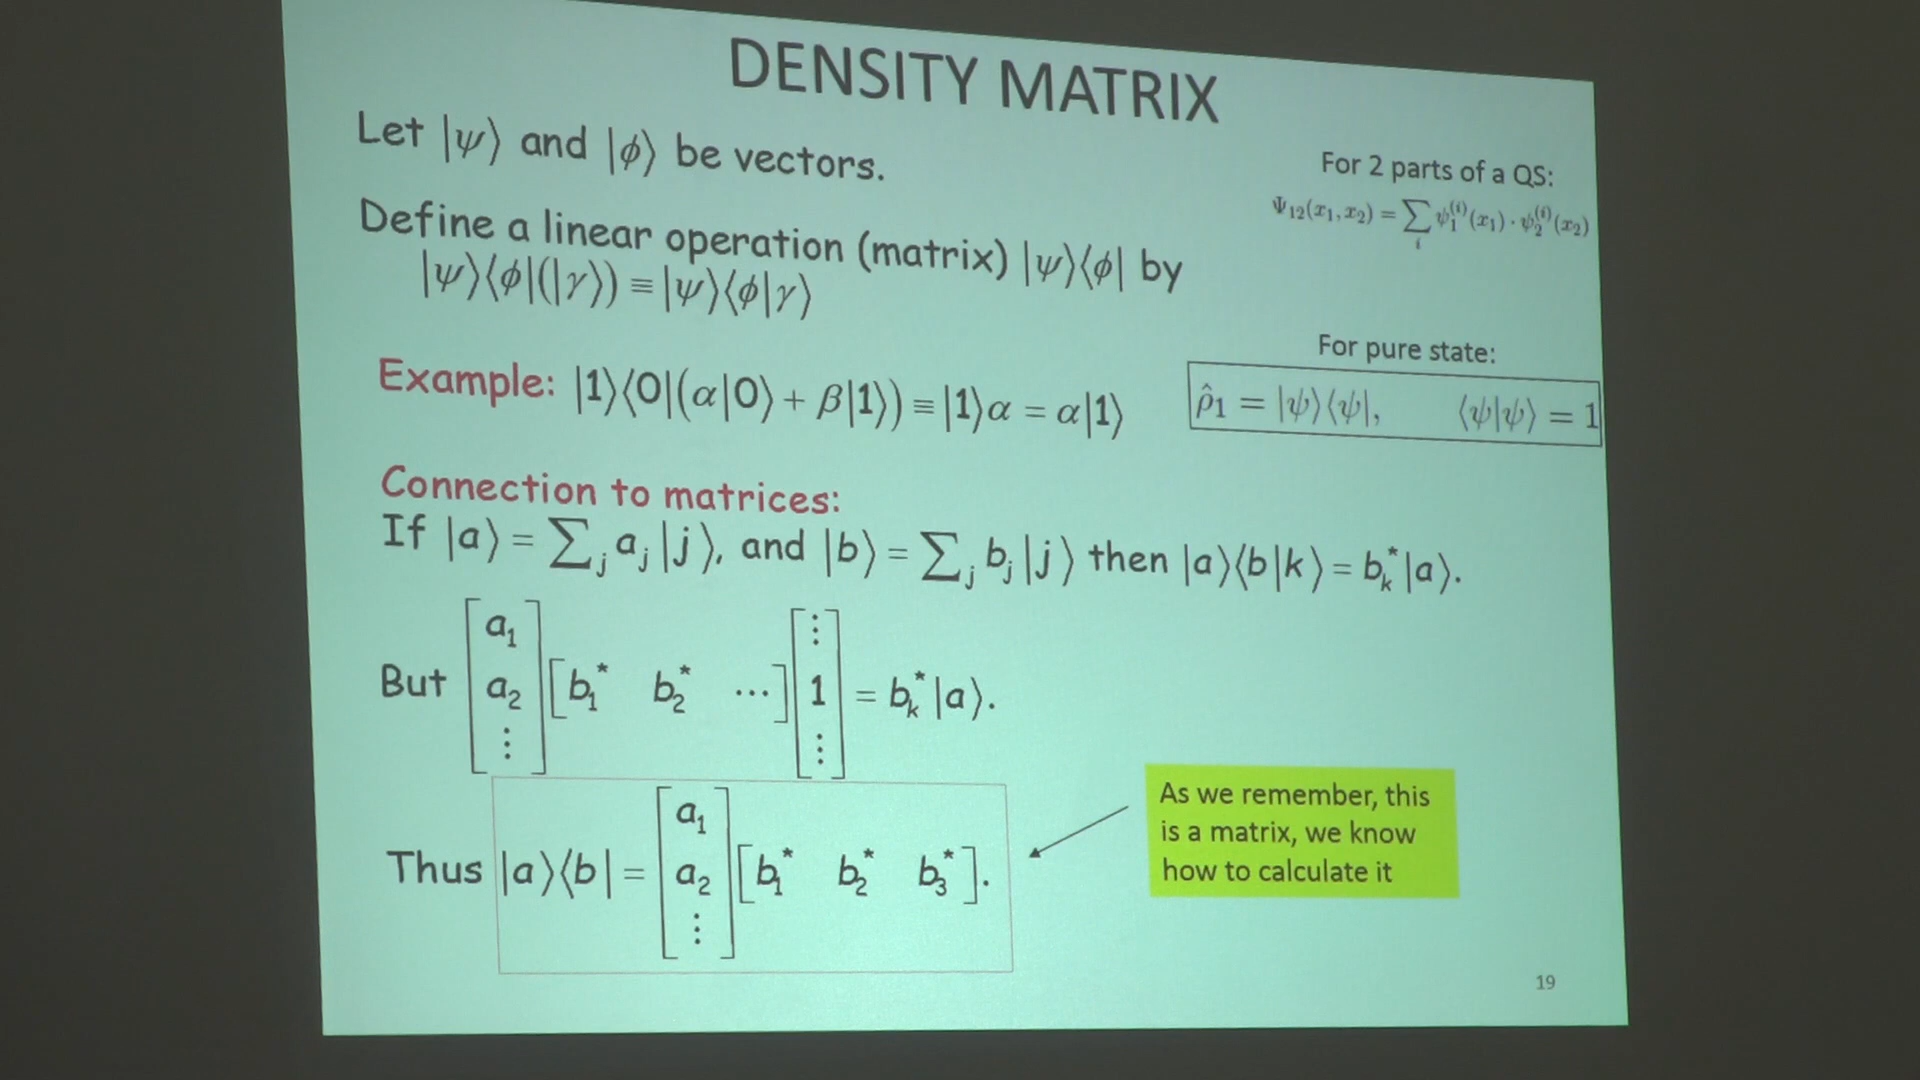 DENSITY MATRIX
Let |ψ⟩ and |ϕ⟩ be vectors.
For 2 parts of a QS:
Ψ₁₂(x₁, x₂) = ∑ᵢ ψ₁⁽ⁱ⁾(x₁) · ψ₂⁽ⁱ⁾(x₂)
Define a linear operation (matrix) |ψ⟩⟨ϕ| by
|ψ⟩⟨ϕ|(|γ⟩) ≡ |ψ⟩⟨ϕ|γ⟩
For pure state:
ρ̂₁ = |ψ⟩⟨ψ|, ⟨ψ|ψ⟩ = 1
Example: |1⟩⟨0|(α|0⟩ + β|1⟩) ≡ |1⟩α = α|1⟩
Connection to matrices:
If |a⟩ = ∑ⱼ aⱼ|j⟩, and |b⟩ = ∑ⱼ bⱼ|j⟩ then |a⟩⟨b|k⟩ = bₖ*|a⟩.
But [a₁ a₂ ⋮] [b₁* b₂* ⋯] [⋮ 1 ⋮] = bₖ*|a⟩.
Thus |a⟩⟨b| = [a₁ a₂ ⋮] [b₁* b₂* b₃*].
As we remember, this
is a matrix, we know
how to calculate it
19